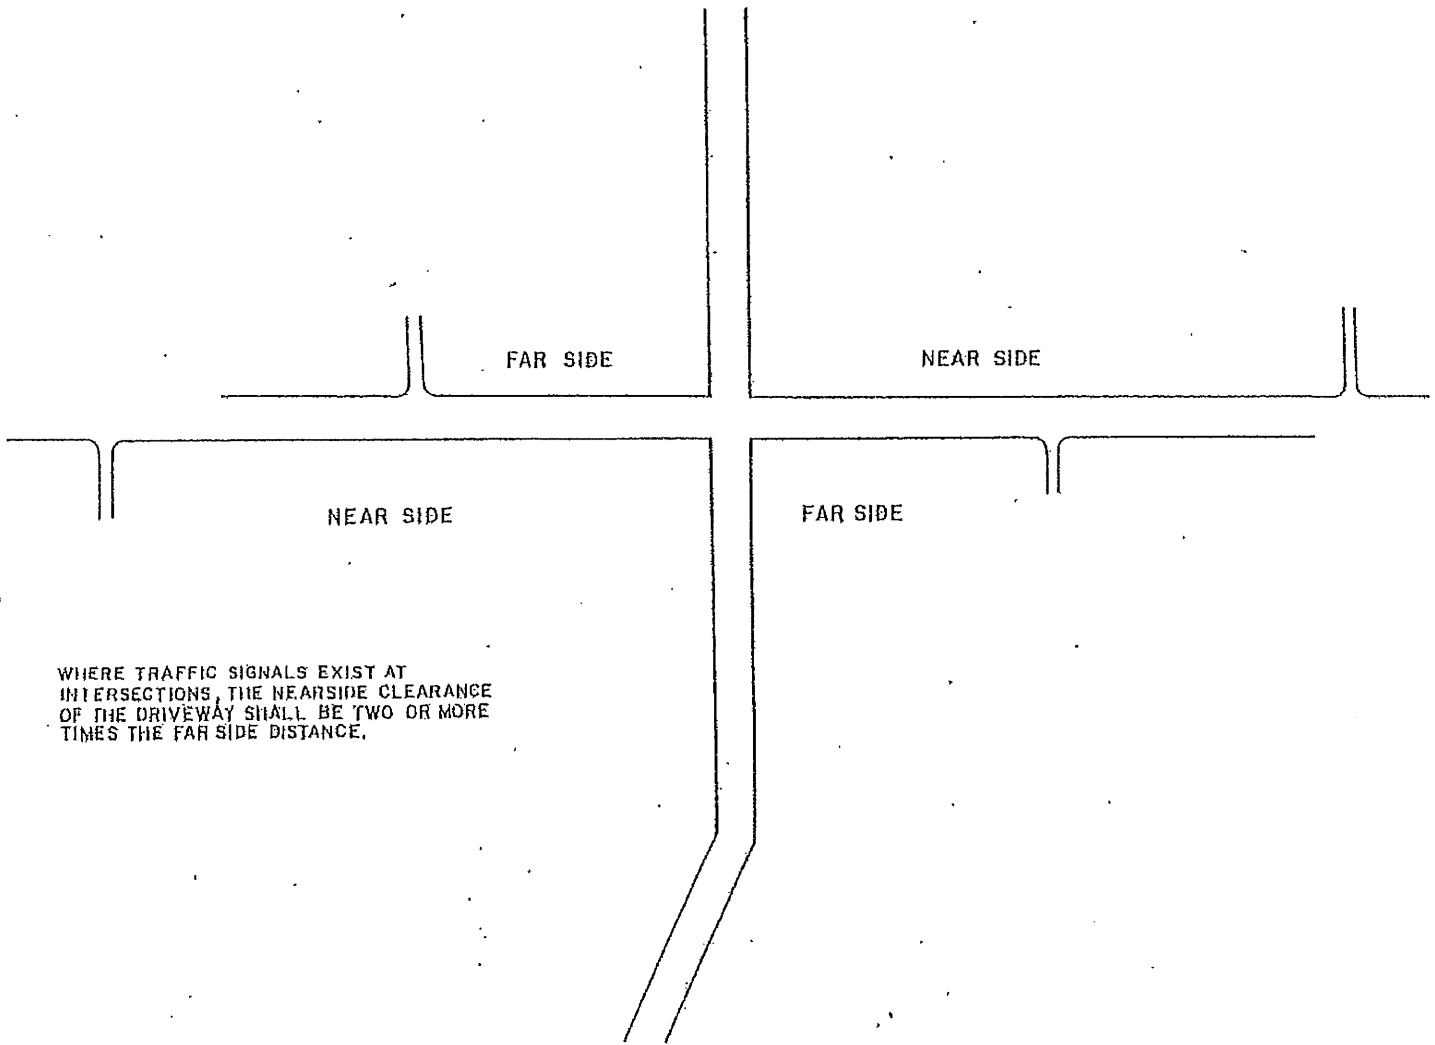 FAR SIDE
NEAR SIDE
NEAR SIDE
FAR SIDE
WHERE TRAFFIC SIGNALS EXIST AT
INTERSECTIONS, THE NEARSIDE CLEARANCE
OF THE DRIVEWAY SHALL BE TWO OR MORE
TIMES THE FAR SIDE DISTANCE.